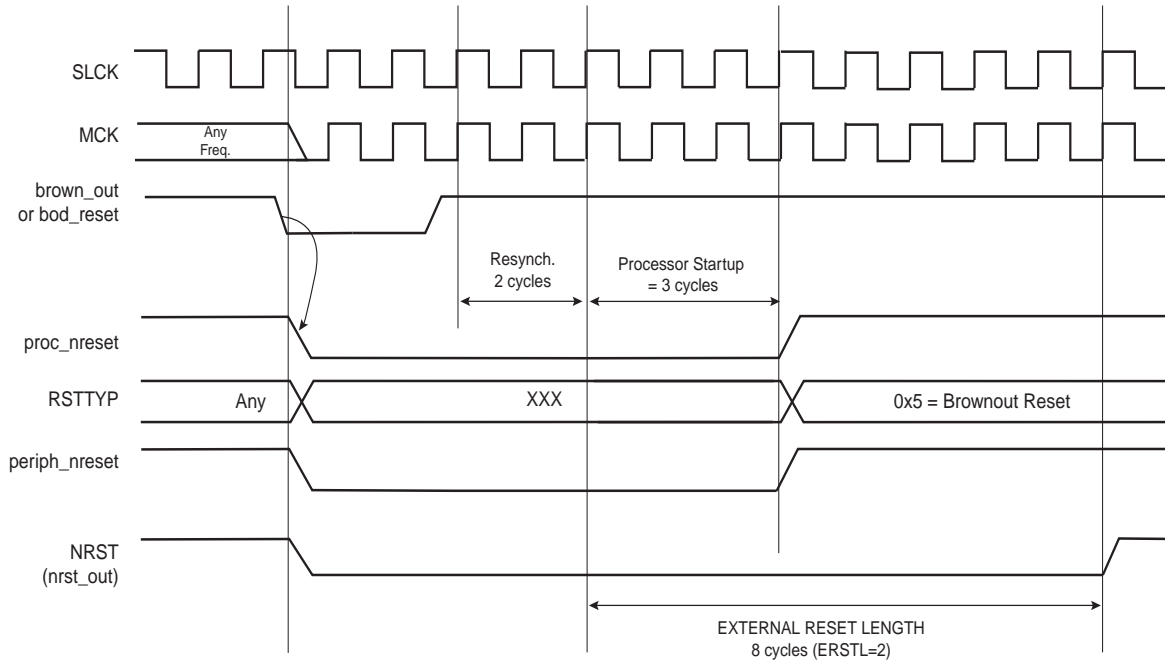 SLCK
MCK
Any
Freq.
brown_out
or bod_reset
Resynch.
2 cycles
Processor Startup
= 3 cycles
proc_nreset
RSTTYP
Any
XXX
0x5 = Brownout Reset
periph_nreset
NRST
(nrst_out)
EXTERNAL RESET LENGTH
8 cycles (ERSTL=2)